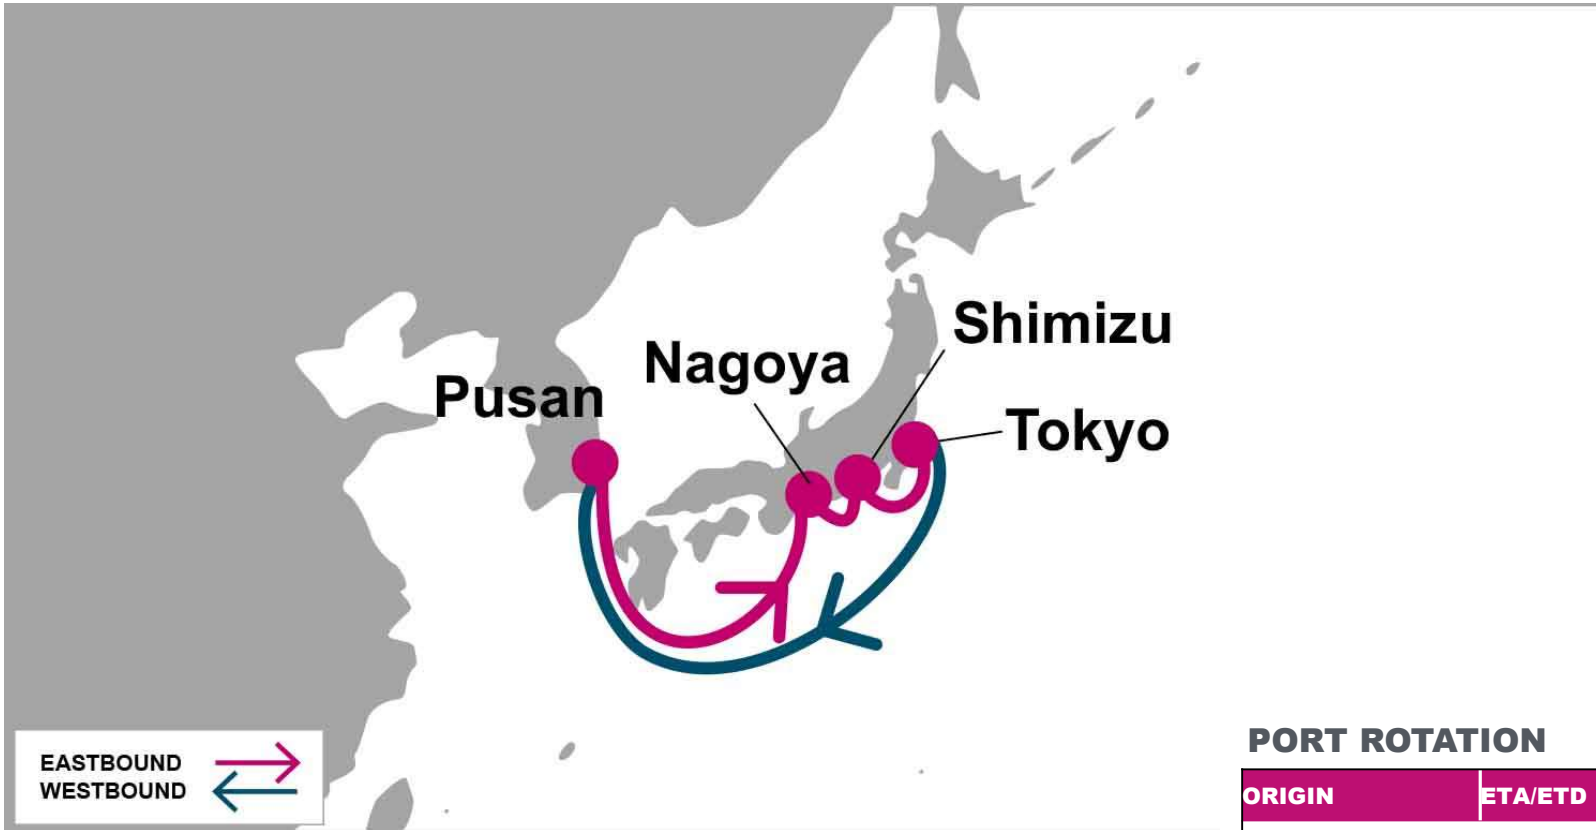 Shimizu
Nagoya
Pusan
Tokyo
EASTBOUND
WESTBOUND
PORT ROTATION
ORIGIN ETA/ETD